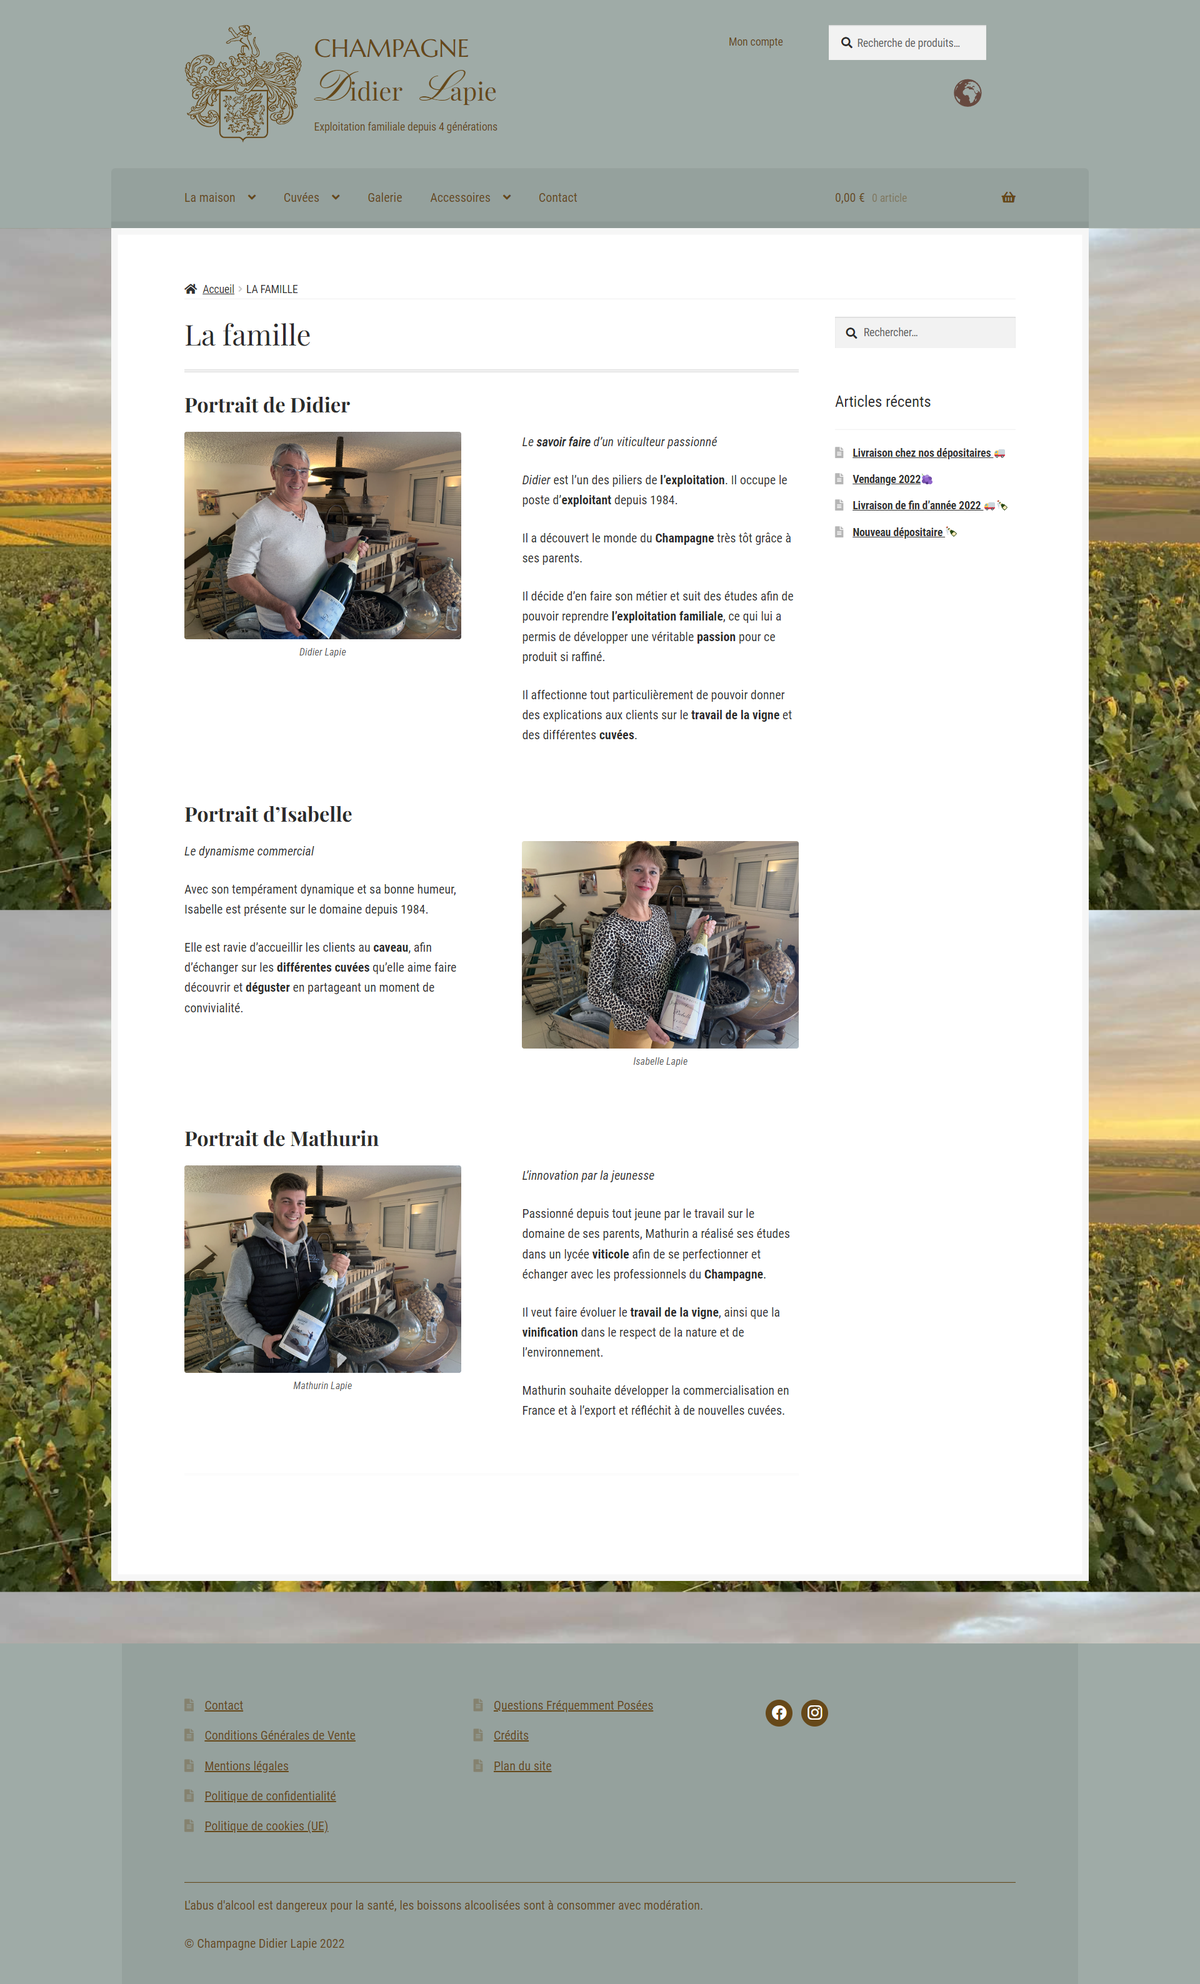 CHAMPAGNE
Didier Lapie
Exploitation familiale depuis 4 générations
Mon compte
Recherche de produits…
La maison
Cuvées
Galerie
Accessoires
Contact
0,00 € 0 article
Accueil > LA FAMILLE
La famille
Portrait de Didier
Didier Lapie
Le savoir faire d’un viticulteur passionné
Didier est l’un des piliers de l’exploitation. Il occupe le
poste d’exploitant depuis 1984.
Il a découvert le monde du Champagne très tôt grâce à
ses parents.
Il décide d’en faire son métier et suit des études afin de
pouvoir reprendre l’exploitation familiale, ce qui lui a
permis de développer une véritable passion pour ce
produit si raffiné.
Il affectionne tout particulièrement de pouvoir donner
des explications aux clients sur le travail de la vigne et
des différentes cuvées.
Portrait d’Isabelle
Le dynamisme commercial
Avec son tempérament dynamique et sa bonne humeur,
Isabelle est présente sur le domaine depuis 1984.
Elle est ravie d’accueillir les clients au caveau, afin
d’échanger sur les différentes cuvées qu’elle aime faire
découvrir et déguster en partageant un moment de
convivialité.
Isabelle Lapie
Portrait de Mathurin
Mathurin Lapie
L’innovation par la jeunesse
Passionné depuis tout jeune par le travail sur le
domaine de ses parents, Mathurin a réalisé ses études
dans un lycée viticole afin de se perfectionner et
échanger avec les professionnels du Champagne.
Il veut faire évoluer le travail de la vigne, ainsi que la
vinification dans le respect de la nature et de
l’environnement.
Mathurin souhaite développer la commercialisation en
France et à l’export et réfléchit à de nouvelles cuvées.
Rechercher…
Articles récents
Livraison chez nos dépositaires 🚚
Vendange 2022🍇
Livraison de fin d’année 2022 🚚🍾
Nouveau dépositaire 🍾
Contact
Conditions Générales de Vente
Mentions légales
Politique de confidentialité
Politique de cookies (UE)
Questions Fréquemment Posées
Crédits
Plan du site
L'abus d'alcool est dangereux pour la santé, les boissons alcoolisées sont à consommer avec modération.
© Champagne Didier Lapie 2022